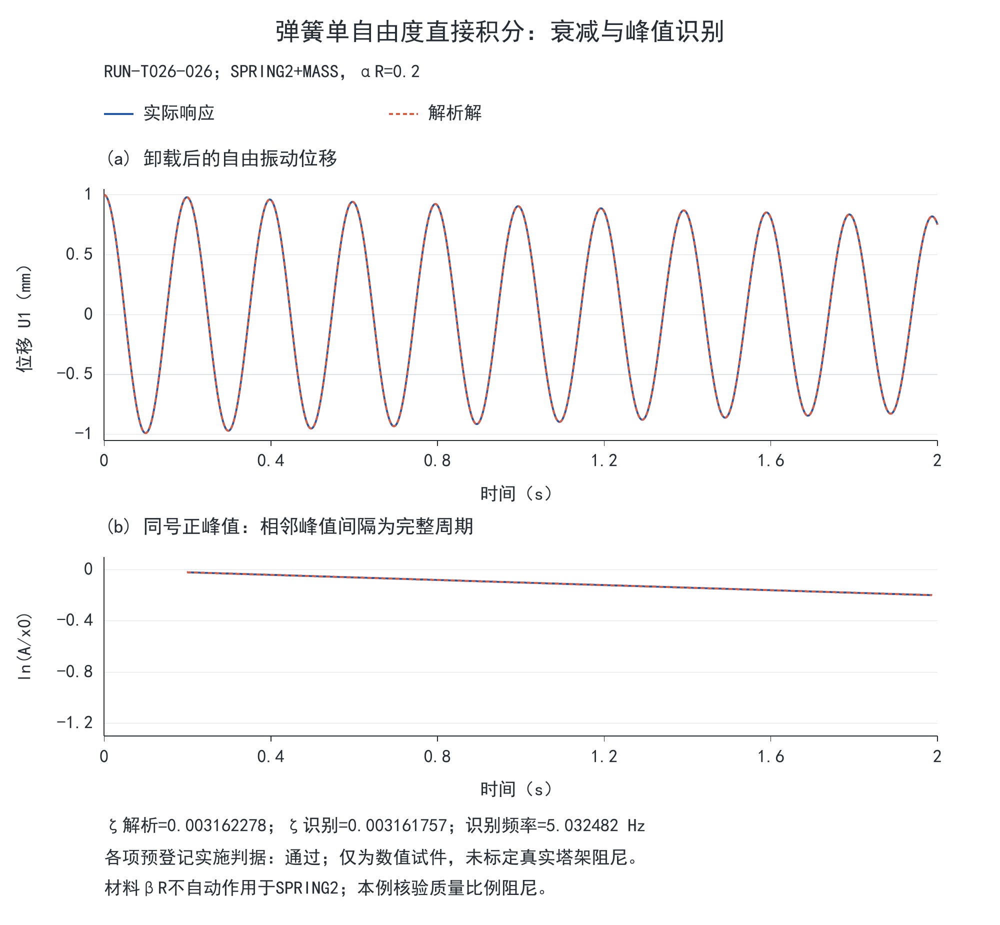 弹簧单自由度直接积分：衰减与峰值识别
RUN-T026-026；SPRING2+MASS，αR=0.2
实际响应
解析解
(a) 卸载后的自由振动位移
1
0.5
0
-0.5
-1
位移 U1 (mm)
0 0.4 0.8 1.2 1.6 2
时间（s）
(b) 同号正峰值：相邻峰值间隔为完整周期
0
-0.4
-0.8
-1.2
ln(A/x0)
0 0.4 0.8 1.2 1.6 2
时间（s）
ζ解析=0.003162278；ζ识别=0.003161757；识别频率=5.032482 Hz
各项预登记实施判据：通过；仅为数值试件，未标定真实塔架阻尼。
材料βR不自动作用于SPRING2；本例核验质量比例阻尼。